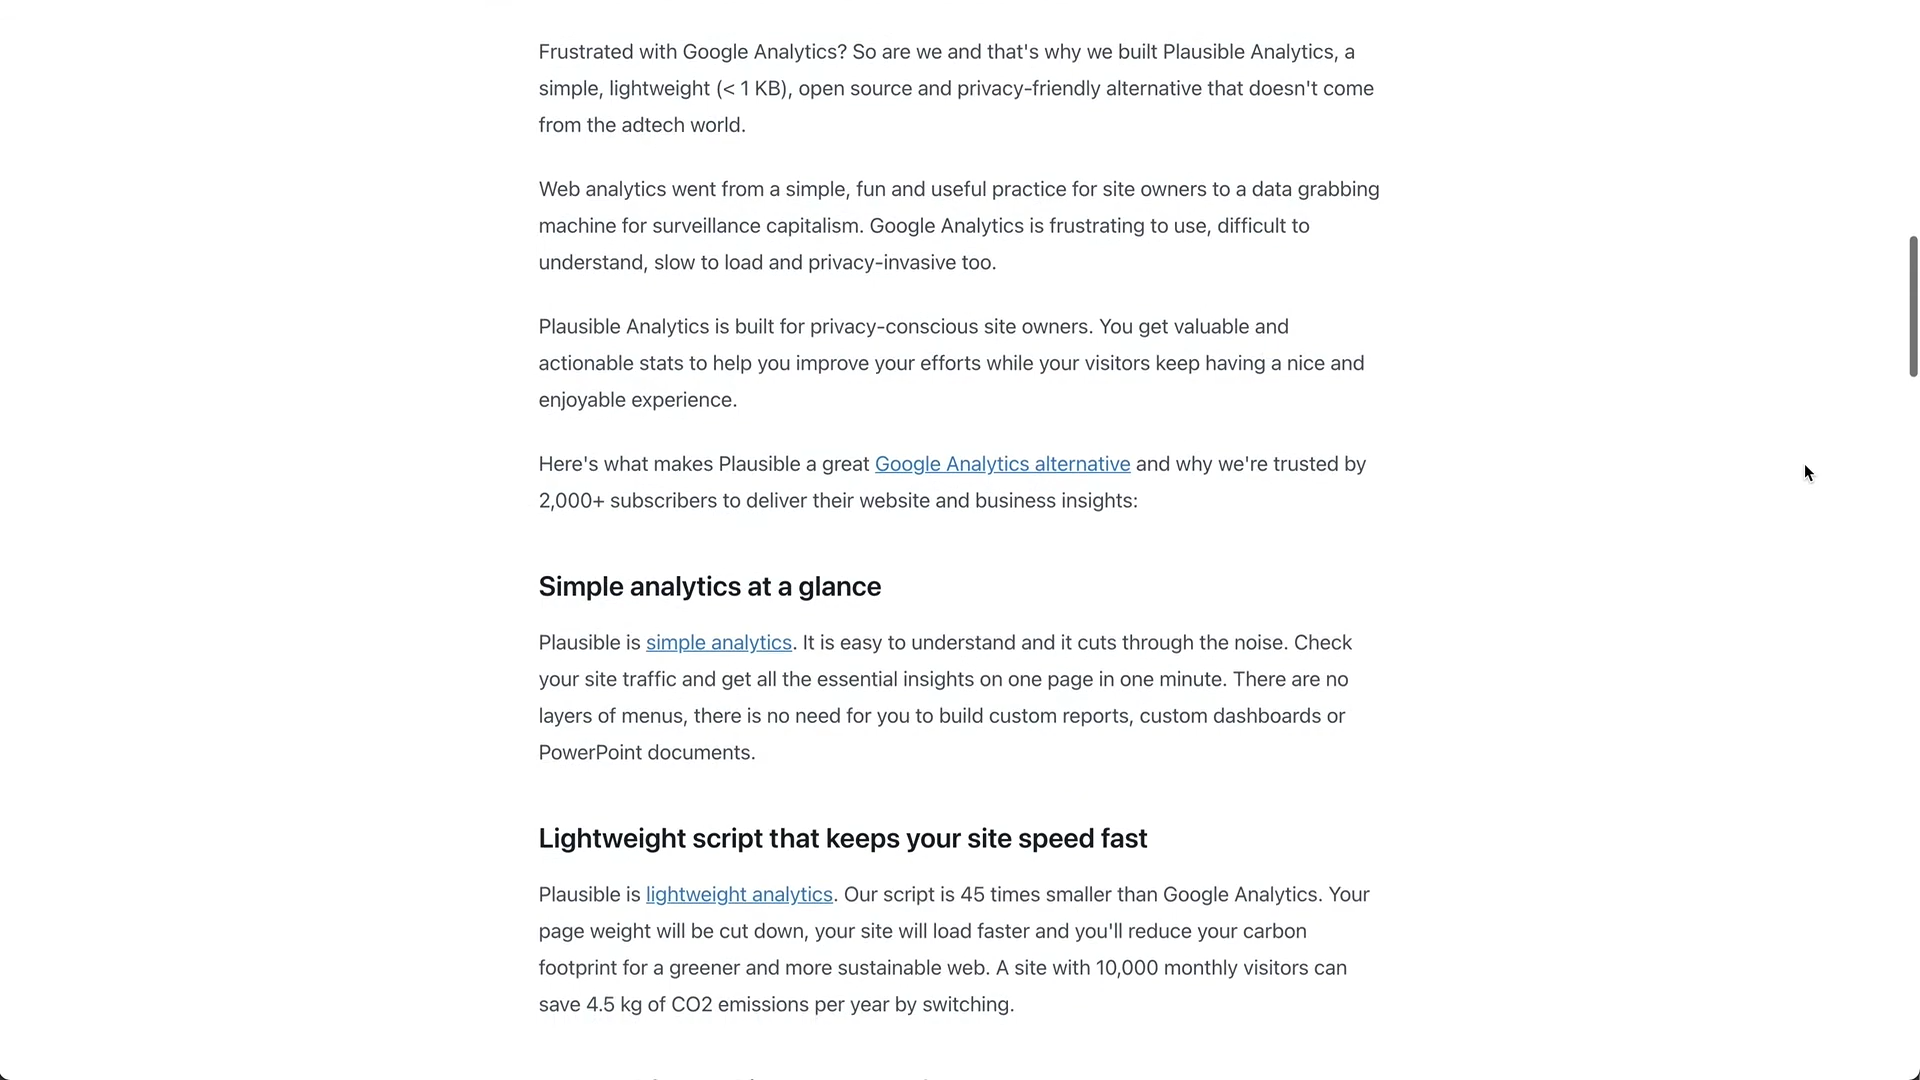 Frustrated with Google Analytics? So are we and that's why we built Plausible Analytics, a
simple, lightweight (< 1 KB), open source and privacy-friendly alternative that doesn't come
from the adtech world.
Web analytics went from a simple, fun and useful practice for site owners to a data grabbing
machine for surveillance capitalism. Google Analytics is frustrating to use, difficult to
understand, slow to load and privacy-invasive too.
Plausible Analytics is built for privacy-conscious site owners. You get valuable and
actionable stats to help you improve your efforts while your visitors keep having a nice and
enjoyable experience.
Here's what makes Plausible a great Google Analytics alternative and why we're trusted by
2,000+ subscribers to deliver their website and business insights:
Simple analytics at a glance
Plausible is simple analytics. It is easy to understand and it cuts through the noise. Check
your site traffic and get all the essential insights on one page in one minute. There are no
layers of menus, there is no need for you to build custom reports, custom dashboards or
PowerPoint documents.
Lightweight script that keeps your site speed fast
Plausible is lightweight analytics. Our script is 45 times smaller than Google Analytics. Your
page weight will be cut down, your site will load faster and you'll reduce your carbon
footprint for a greener and more sustainable web. A site with 10,000 monthly visitors can
save 4.5 kg of CO2 emissions per year by switching.